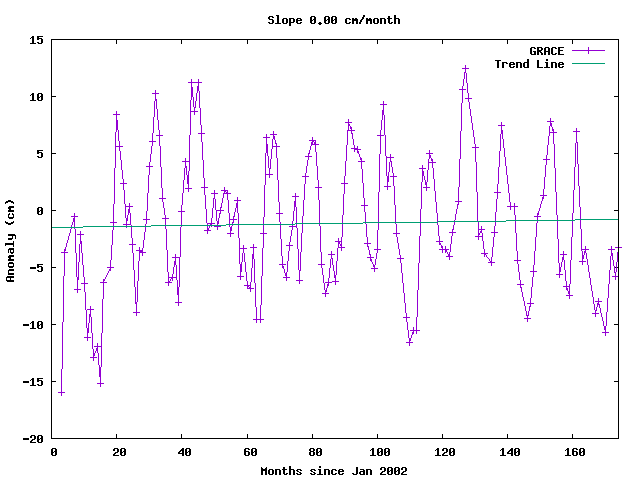 Slope 0.00 cm/month
15
GRACE
Trend Line
10
5
0
-5
-10
-15
-20
Anomaly (cm)
0 20 40 60 80 100 120 140 160
Months since Jan 2002